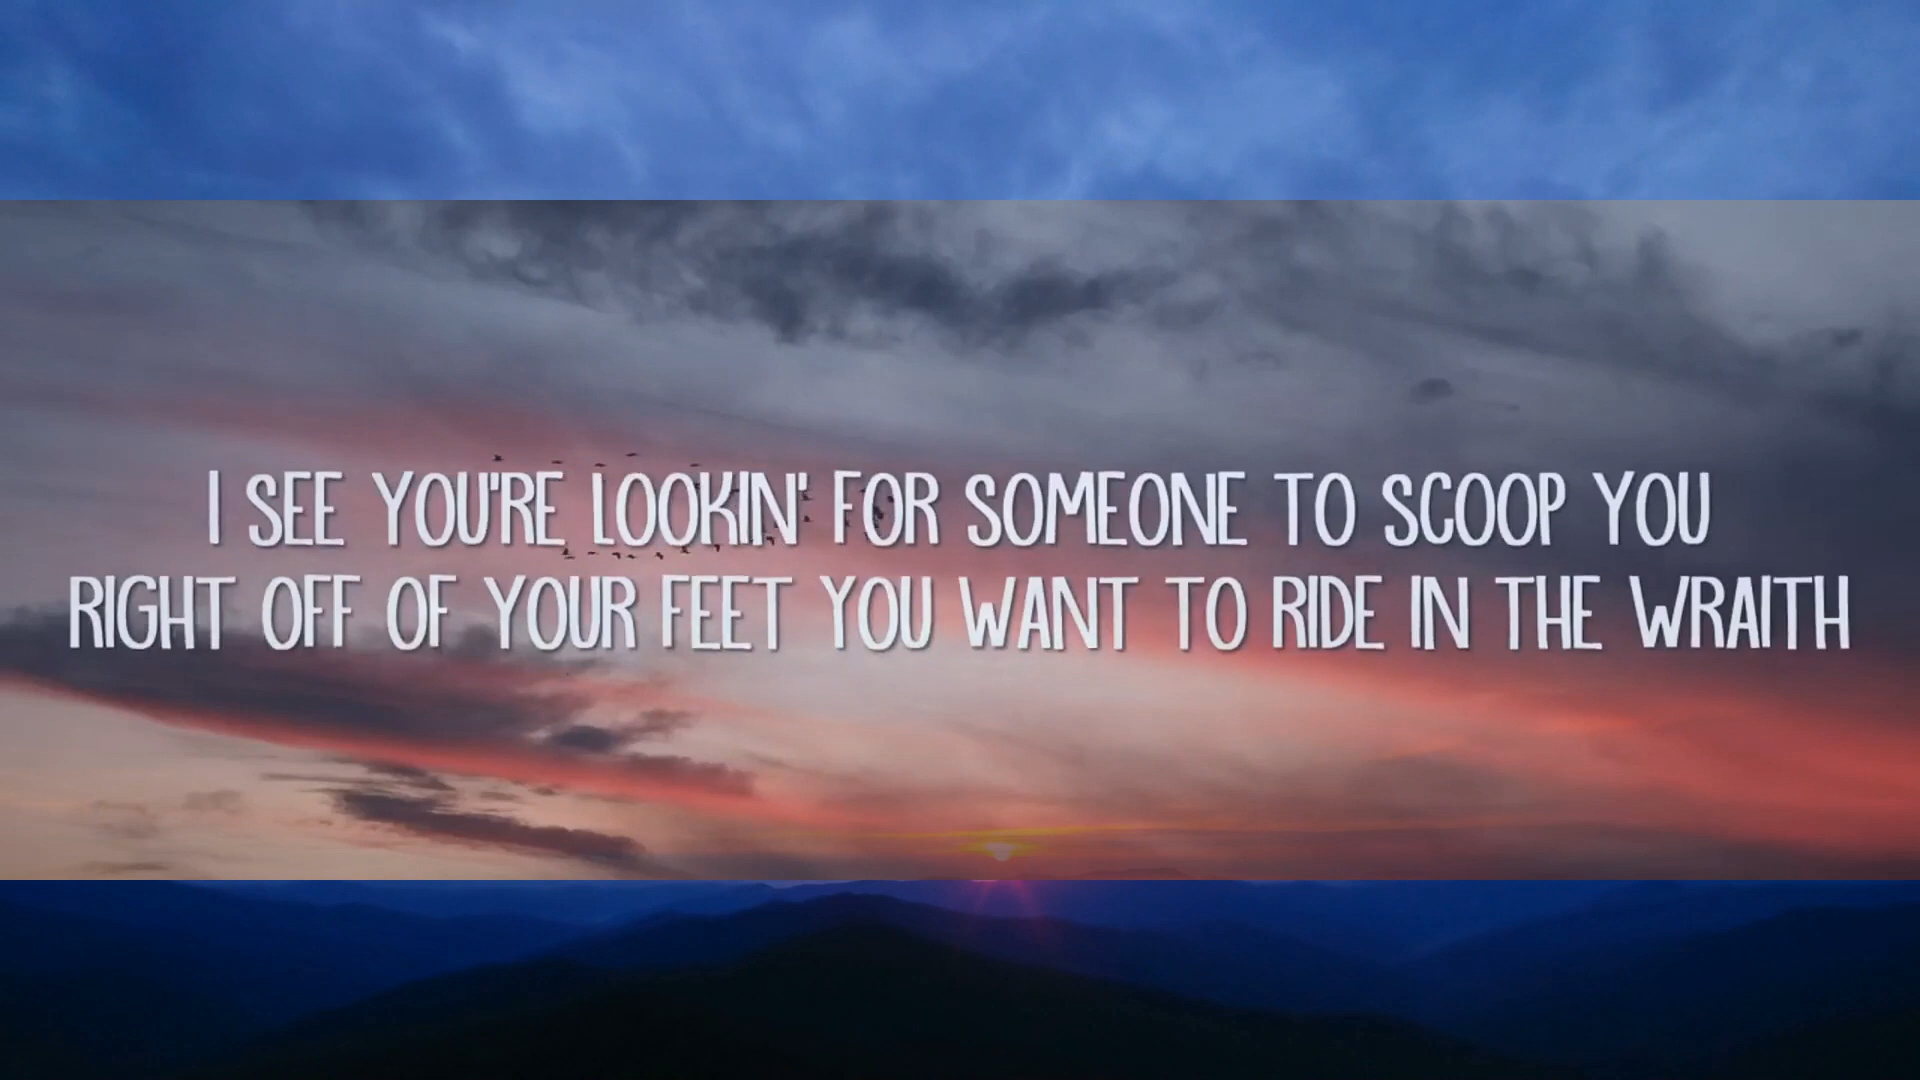 I SEE YOU'RE LOOKIN' FOR SOMEONE TO SCOOP YOU
RIGHT OFF OF YOUR FEET YOU WANT TO RIDE IN THE WRAITH